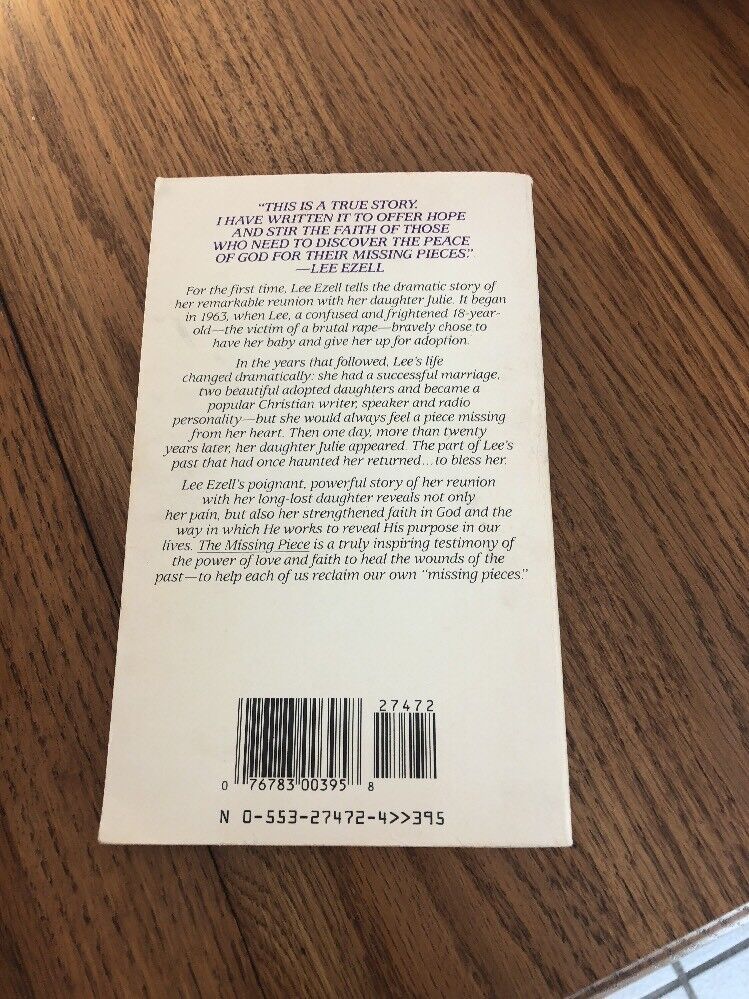 "THIS IS A TRUE STORY.
I HAVE WRITTEN IT TO OFFER HOPE
AND STIR THE FAITH OF THOSE
WHO NEED TO DISCOVER THE PEACE
OF GOD FOR THEIR MISSING PIECES."
—LEE EZELL
For the first time, Lee Ezell tells the dramatic story of
her remarkable reunion with her daughter Julie. It began
in 1963, when Lee, a confused and frightened 18-year-
old—the victim of a brutal rape—bravely chose to
have her baby and give her up for adoption.
In the years that followed, Lee's life
changed dramatically: she had a successful marriage,
two beautiful adopted daughters and became a
popular Christian writer, speaker and radio
personality—but she would always feel a piece missing
from her heart. Then one day, more than twenty
years later, her daughter Julie appeared. The part of Lee's
past that had once haunted her returned...to bless her.
Lee Ezell's poignant, powerful story of her reunion
with her long-lost daughter reveals not only
her pain, but also her strengthened faith in God and the
way in which He works to reveal His purpose in our
lives. The Missing Piece is a truly inspiring testimony of
the power of love and faith to heal the wounds of the
past—to help each of us reclaim our own "missing pieces."
27472
0 76783 00395 8
N 0-553-27472-4>>395